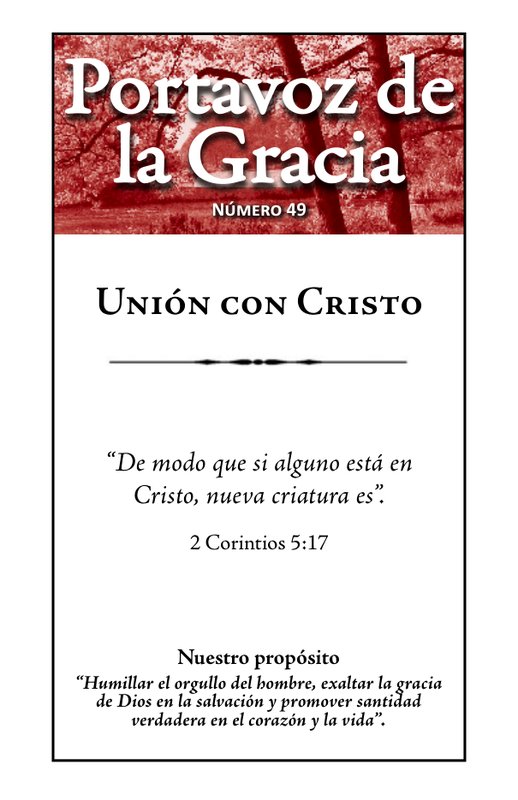 Portavoz de
la Gracia
Número 49
Unión con Cristo
“De modo que si alguno está en
Cristo, nueva criatura es”.
2 Corintios 5:17
Nuestro propósito
“Humillar el orgullo del hombre, exaltar la gracia
de Dios en la salvación y promover santidad
verdadera en el corazón y la vida”.